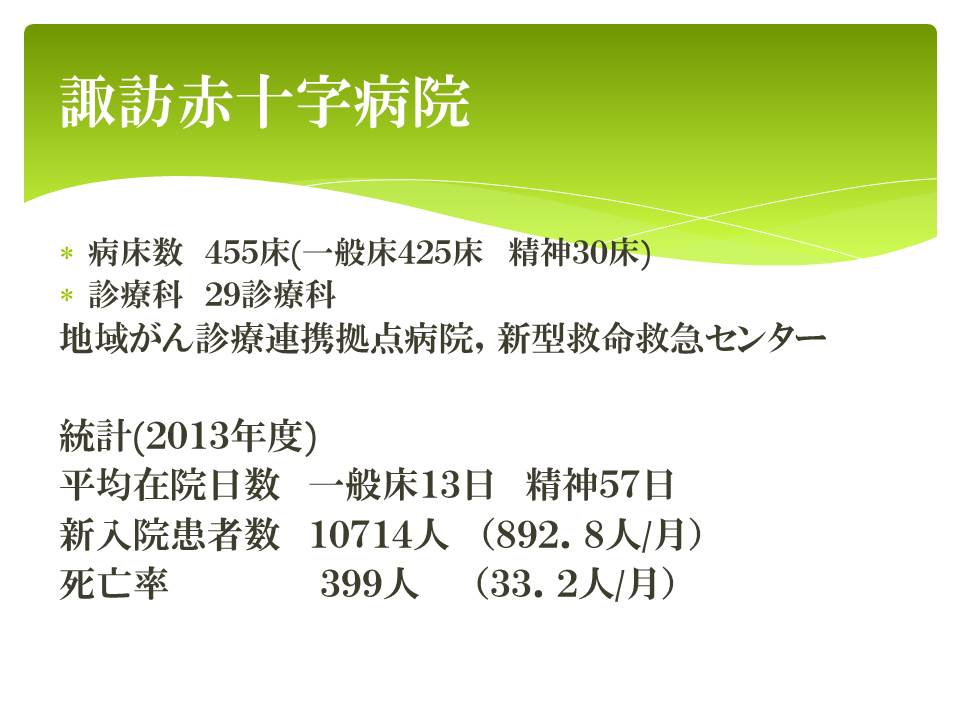 諏訪赤十字病院
* 病床数 455床(一般床425床 精神30床)
* 診療科 29診療科
地域がん診療連携拠点病院, 新型救命救急センター
統計(2013年度)
平均在院日数 一般床13日 精神57日
新入院患者数 10714人 (892. 8人/月)
死亡率 399人 (33. 2人/月)